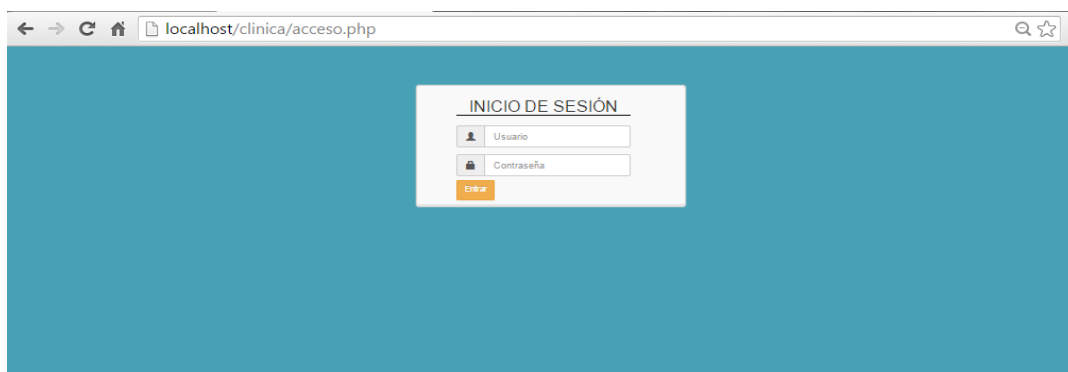 localhost/clinica/acceso.php
INICIO DE SESIÓN
Usuario
Contraseña
Entrar